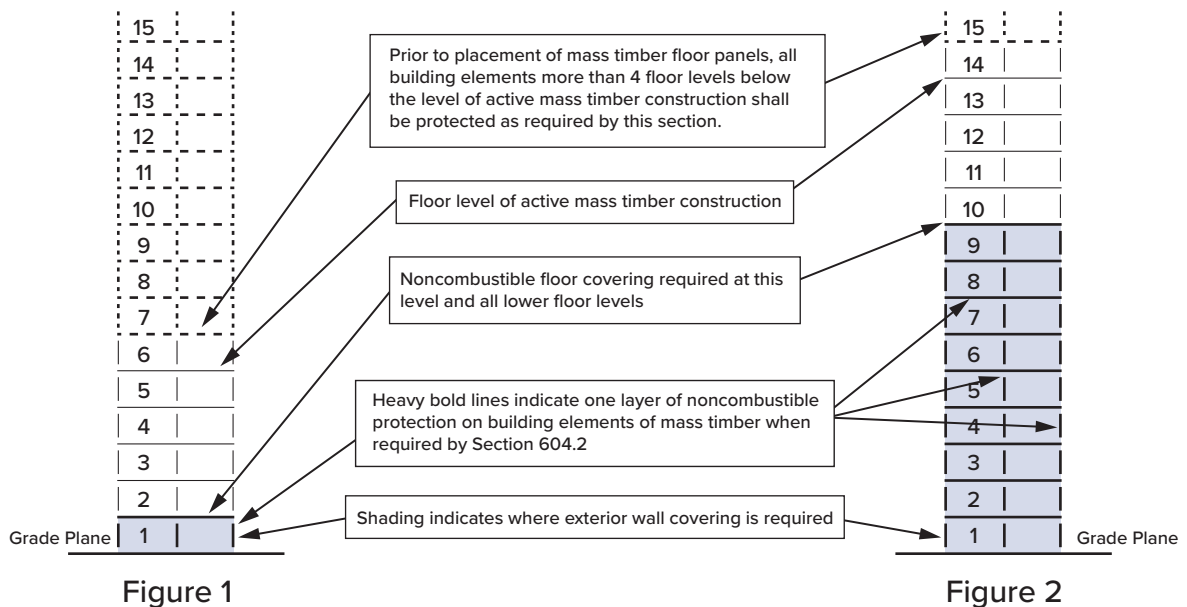 15
14
13
12
11
10
9
8
7
6
5
4
3
2
1
Grade Plane
Figure 1
Prior to placement of mass timber floor panels, all
building elements more than 4 floor levels below
the level of active mass timber construction shall
be protected as required by this section.
Floor level of active mass timber construction
Noncombustible floor covering required at this
level and all lower floor levels
Heavy bold lines indicate one layer of noncombustible
protection on building elements of mass timber when
required by Section 604.2
Shading indicates where exterior wall covering is required
15
14
13
12
11
10
9
8
7
6
5
4
3
2
1
Grade Plane
Figure 2